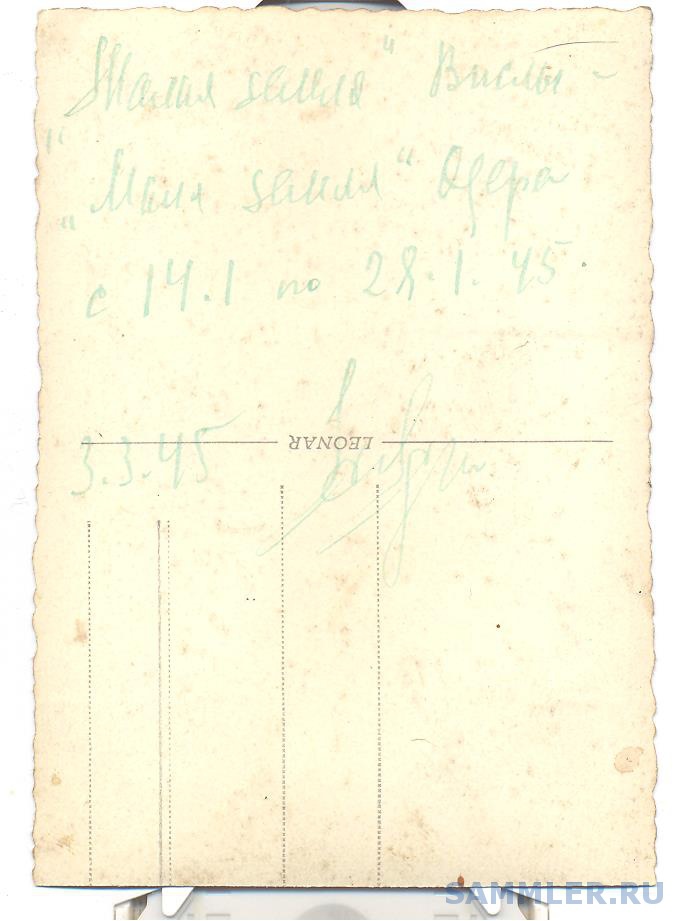 "Малая земля" Вислы -
"Малая земля" Одера
с 14.1 по 28.1.45
LEONAR
3.3.45
SAMMLER.RU